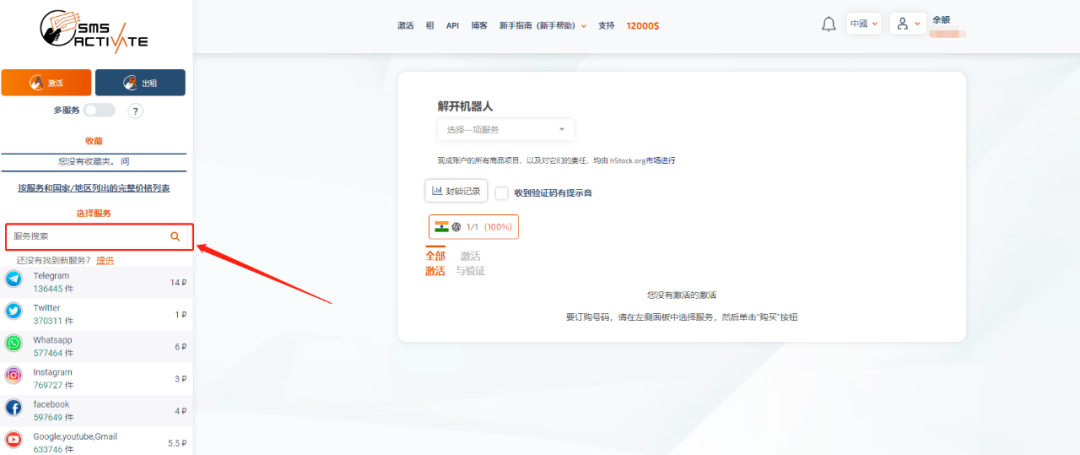 SMS
ACTIVATE
激活 租 API 博客 新手指南（新手帮助） 支持 12000$
中國
余额
激活 出租
多服务 ?
收藏
您没有收藏夹。 问
按服务和国家/地区列出的完整价格列表
选择服务
服务搜索
还没有找到新服务? 提供
Telegram
136445 件 14 ₽
Twitter
370311 件 1 ₽
Whatsapp
577464 件 6 ₽
Instagram
769727 件 3 ₽
facebook
597649 件 4 ₽
Google,youtube,Gmail
633746 件 5.5 ₽
解开机器人
选择一项服务
现成账户的所有商品项目，以及对它们的责任，均由 hStock.org市场进行
封锁记录 收到验证码有提示音
1/1 (100%)
全部 激活
激活 与验证
您没有激活的激活
要订购号码，请在左侧面板中选择服务，然后单击"购买"按钮